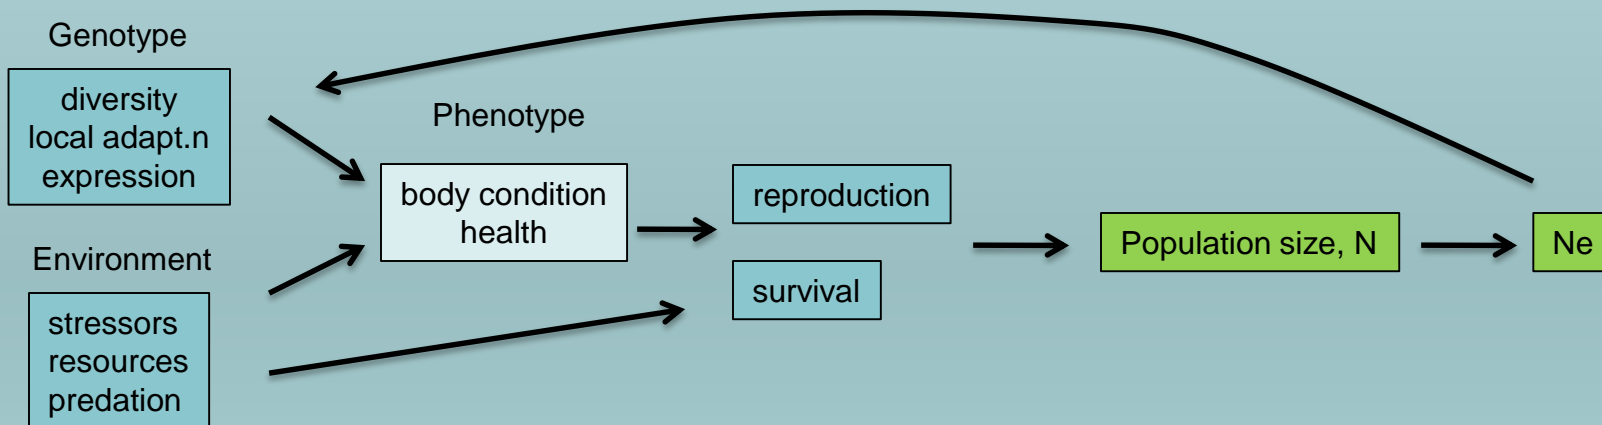 Genotype
diversity
local adapt.n
expression
Phenotype
body condition
health
Environment
stressors
resources
predation
reproduction
survival
Population size, N
Ne